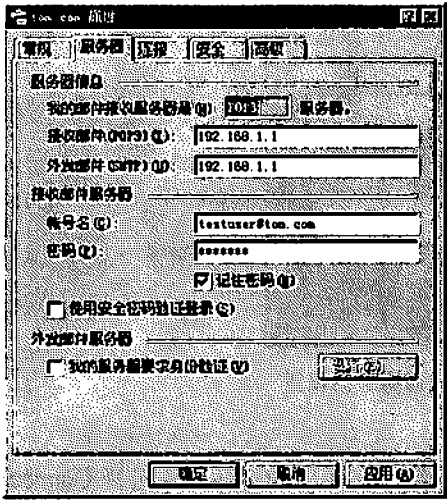 tom.com 属性
常规 服务器 连接 安全 高级
服务器信息
我的邮件接收服务器是(M) POP3 服务器。
接收邮件(POP3)(I): 192.168.1.1
外发邮件(SMTP)(U): 192.168.1.1
接收邮件服务器
帐号名(C): testuser@tom.com
密码(P): *******
记住密码(W)
使用安全密码验证登录(S)
外发邮件服务器
我的服务器要求身份验证(V) 设置(E)...
确定 取消 应用(A)